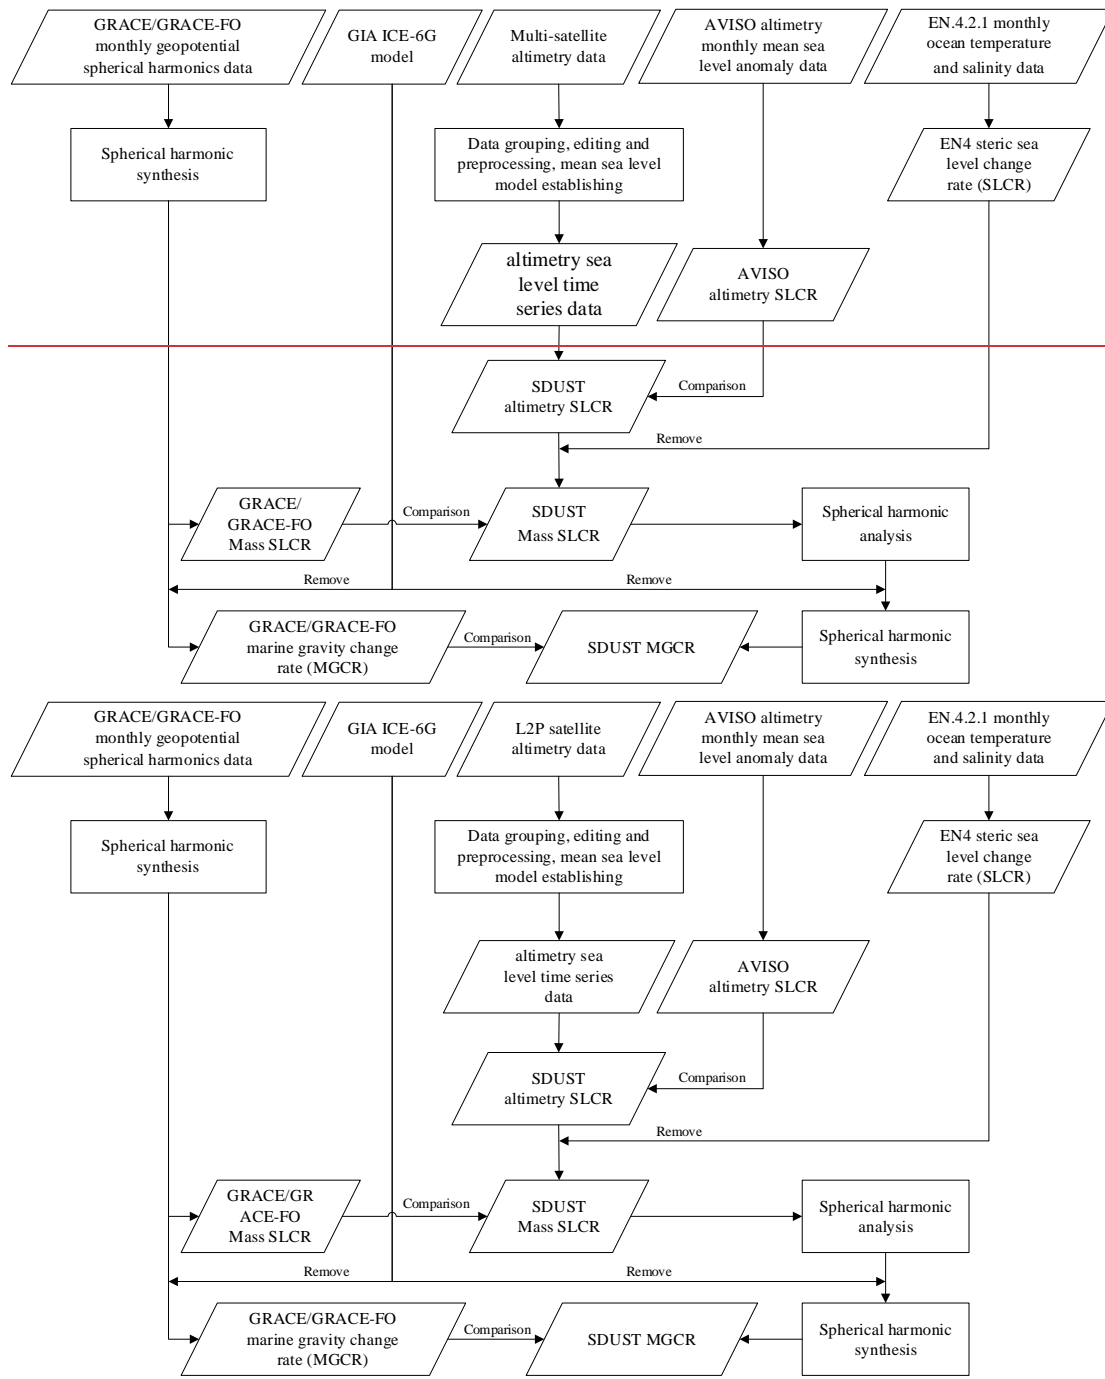 GRACE/GRACE-FO
monthly geopotential
spherical harmonics data
GIA ICE-6G
model
Multi-satellite
altimetry data
AVISO altimetry
monthly mean sea
level anomaly data
EN.4.2.1 monthly
ocean temperature
and salinity data
Spherical harmonic
synthesis
Data grouping, editing and
preprocessing, mean sea level
model establishing
EN4 steric sea
level change
rate (SLCR)
altimetry sea
level time
series data
AVISO
altimetry SLCR
SDUST
altimetry SLCR
Comparison
Remove
GRACE/
GRACE-FO
Mass SLCR
Comparison
SDUST
Mass SLCR
Spherical harmonic
analysis
Remove
Remove
GRACE/GRACE-FO
marine gravity change
rate (MGCR)
Comparison
SDUST MGCR
Spherical harmonic
synthesis
GRACE/GRACE-FO
monthly geopotential
spherical harmonics data
GIA ICE-6G
model
L2P satellite
altimetry data
AVISO altimetry
monthly mean sea
level anomaly data
EN.4.2.1 monthly
ocean temperature
and salinity data
Spherical harmonic
synthesis
Data grouping, editing and
preprocessing, mean sea level
model establishing
EN4 steric sea
level change
rate (SLCR)
altimetry sea
level time series
data
AVISO
altimetry SLCR
SDUST
altimetry SLCR
Comparison
Remove
GRACE/GR
ACE-FO
Mass SLCR
Comparison
SDUST
Mass SLCR
Spherical harmonic
analysis
Remove
Remove
GRACE/GRACE-FO
marine gravity change
rate (MGCR)
Comparison
SDUST MGCR
Spherical harmonic
synthesis